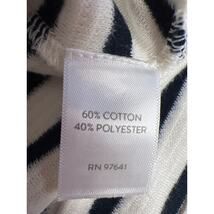 60% COTTON
40% POLYESTER
RN 97641